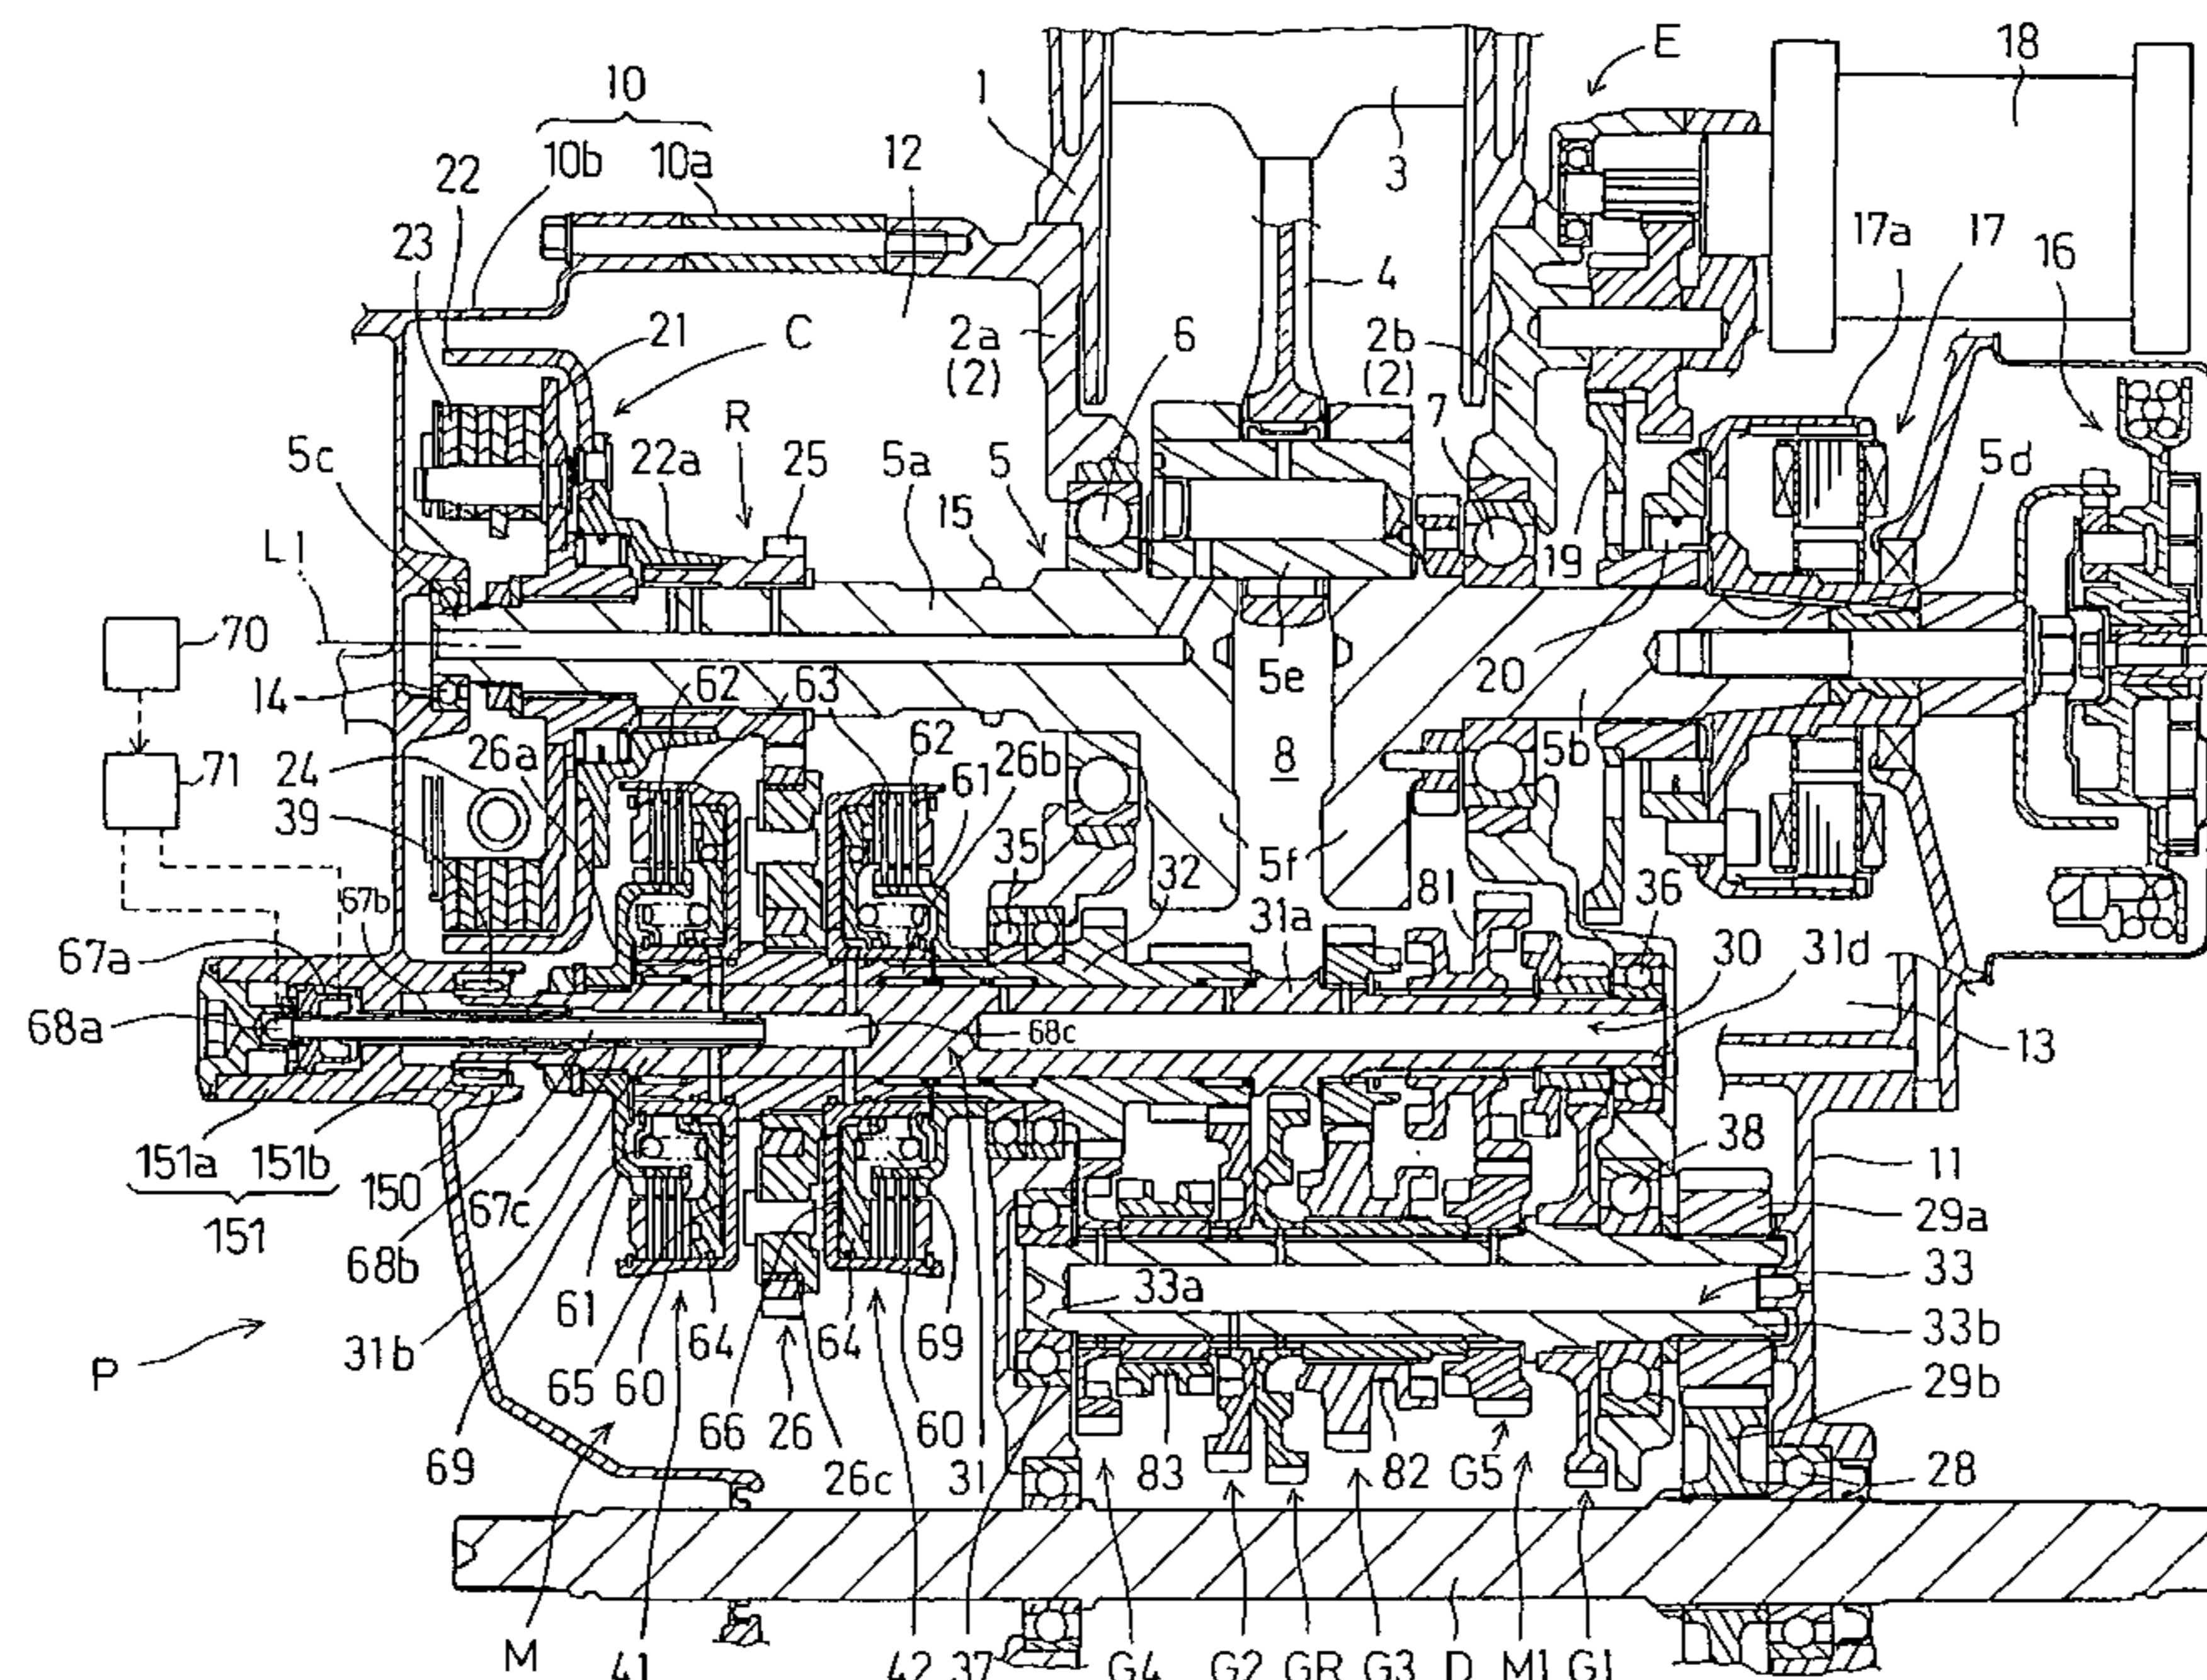 E
18
10
1
10b
10a
12
22
3
23
17a
17
4
16
21
C
2a
(2)
6
2b
(2)
R
7
5c
22a
25
5a
5
5d
15
19
L1
70
62
63
5e
20
14
71
26a
62
8
5b
24
61
26b
39
35
5f
32
81
36
67b
31a
30
31d
67a
68a
68c
13
38
151a
151b
150
11
151
67c
29a
68b
61
33a
33
64
64
69
31b
33b
P
65
60
29b
66
26
60
69
26c
31
83
82
G5
28
M
41
42
37
G4
G2
GR
G3
D
M1
G1